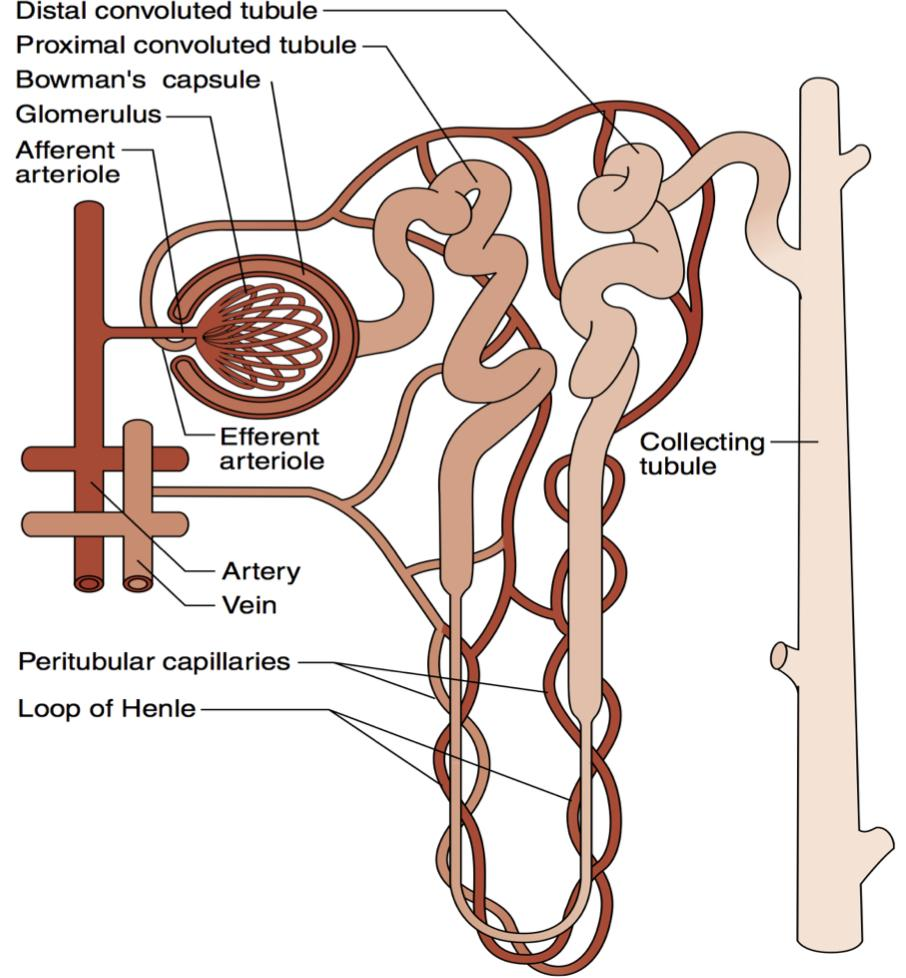 Distal convoluted tubule
Proximal convoluted tubule
Bowman's capsule
Glomerulus
Afferent
arteriole
Efferent
arteriole
Collecting
tubule
Artery
Vein
Peritubular capillaries
Loop of Henle